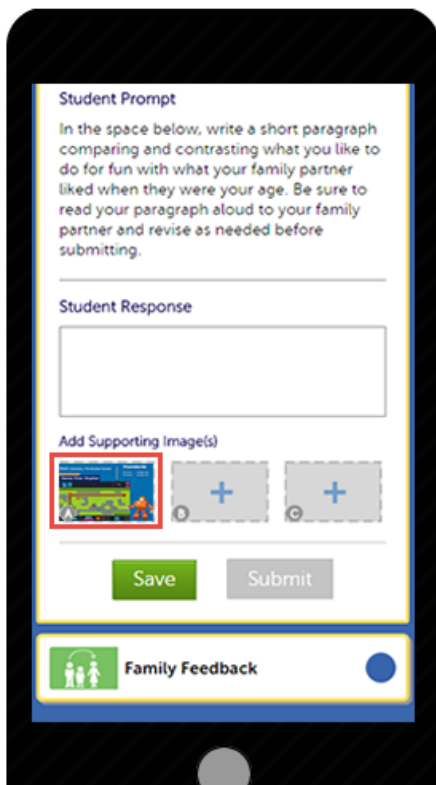 Student Prompt
In the space below, write a short paragraph
comparing and contrasting what you like to
do for fun with what your family partner
liked when they were your age. Be sure to
read your paragraph aloud to your family
partner and revise as needed before
submitting.
Student Response
Add Supporting Image(s)
A
B
C
Save
Submit
Family Feedback